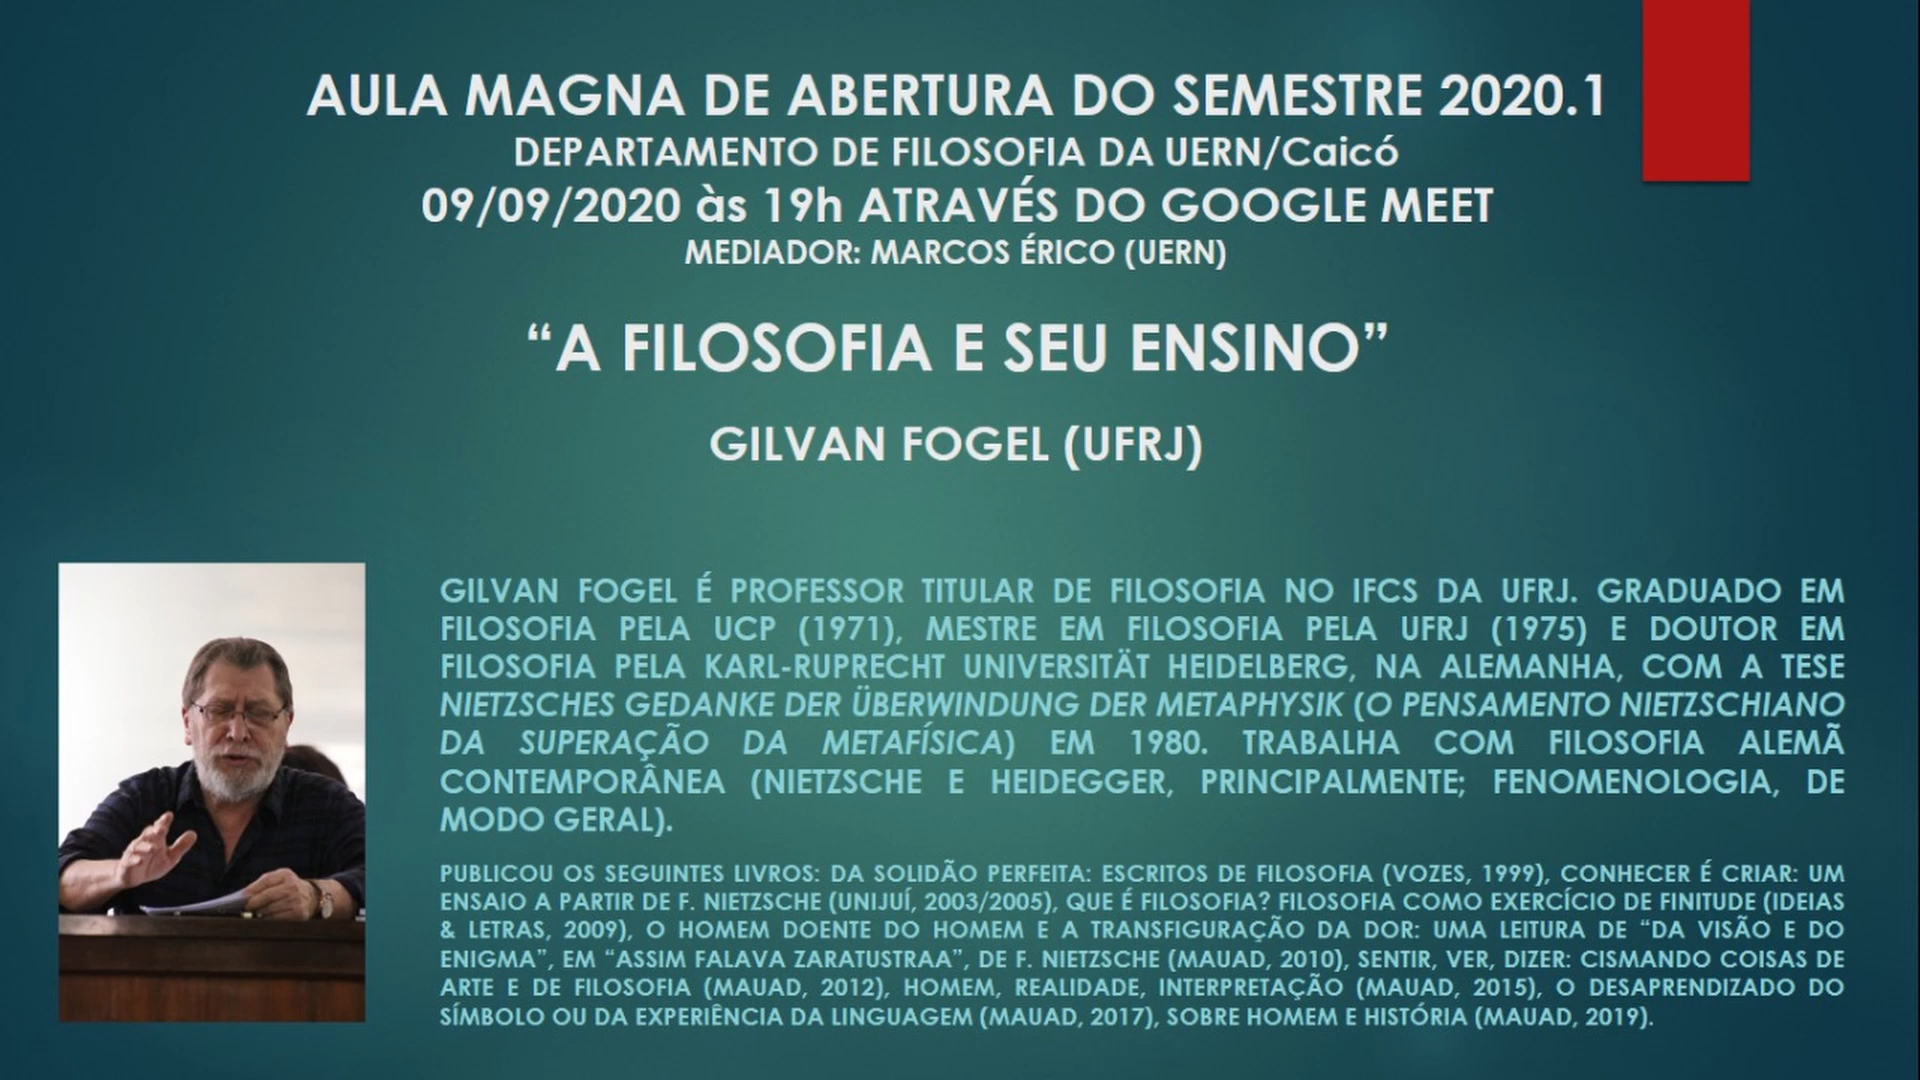 AULA MAGNA DE ABERTURA DO SEMESTRE 2020.1
DEPARTAMENTO DE FILOSOFIA DA UERN/Caicó
09/09/2020 às 19h ATRAVÉS DO GOOGLE MEET
MEDIADOR: MARCOS ÉRICO (UERN)
“A FILOSOFIA E SEU ENSINO”
GILVAN FOGEL (UFRJ)
GILVAN FOGEL É PROFESSOR TITULAR DE FILOSOFIA NO IFCS DA UFRJ. GRADUADO EM
FILOSOFIA PELA UCP (1971), MESTRE EM FILOSOFIA PELA UFRJ (1975) E DOUTOR EM
FILOSOFIA PELA KARL-RUPRECHT UNIVERSITÄT HEIDELBERG, NA ALEMANHA, COM A TESE
NIETZSCHES GEDANKE DER ÜBERWINDUNG DER METAPHYSIK (O PENSAMENTO NIETZSCHIANO
DA SUPERAÇÃO DA METAFÍSICA) EM 1980. TRABALHA COM FILOSOFIA ALEMÃ
CONTEMPORÂNEA (NIETZSCHE E HEIDEGGER, PRINCIPALMENTE; FENOMENOLOGIA, DE
MODO GERAL).
PUBLICOU OS SEGUINTES LIVROS: DA SOLIDÃO PERFEITA: ESCRITOS DE FILOSOFIA (VOZES, 1999), CONHECER É CRIAR: UM
ENSAIO A PARTIR DE F. NIETZSCHE (UNIJUÍ, 2003/2005), QUE É FILOSOFIA? FILOSOFIA COMO EXERCÍCIO DE FINITUDE (IDEIAS
& LETRAS, 2009), O HOMEM DOENTE DO HOMEM E A TRANSFIGURAÇÃO DA DOR: UMA LEITURA DE “DA VISÃO E DO
ENIGMA”, EM “ASSIM FALAVA ZARATUSTRAA”, DE F. NIETZSCHE (MAUAD, 2010), SENTIR, VER, DIZER: CISMANDO COISAS DE
ARTE E DE FILOSOFIA (MAUAD, 2012), HOMEM, REALIDADE, INTERPRETAÇÃO (MAUAD, 2015), O DESAPRENDIZADO DO
SÍMBOLO OU DA EXPERIÊNCIA DA LINGUAGEM (MAUAD, 2017), SOBRE HOMEM E HISTÓRIA (MAUAD, 2019).